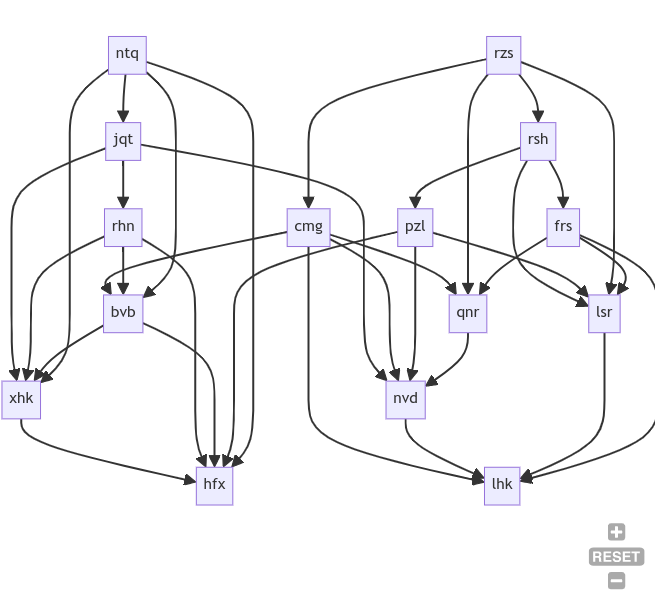 ntq rzs
jqt rsh
rhn cmg pzl frs
bvb qnr lsr
xhk nvd
hfx lhk
RESET